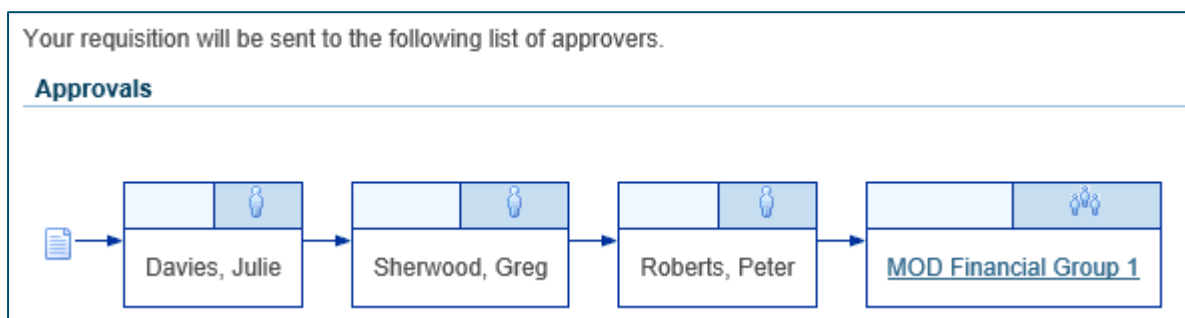 Your requisition will be sent to the following list of approvers.
Approvals
Davies, Julie
Sherwood, Greg
Roberts, Peter
MOD Financial Group 1